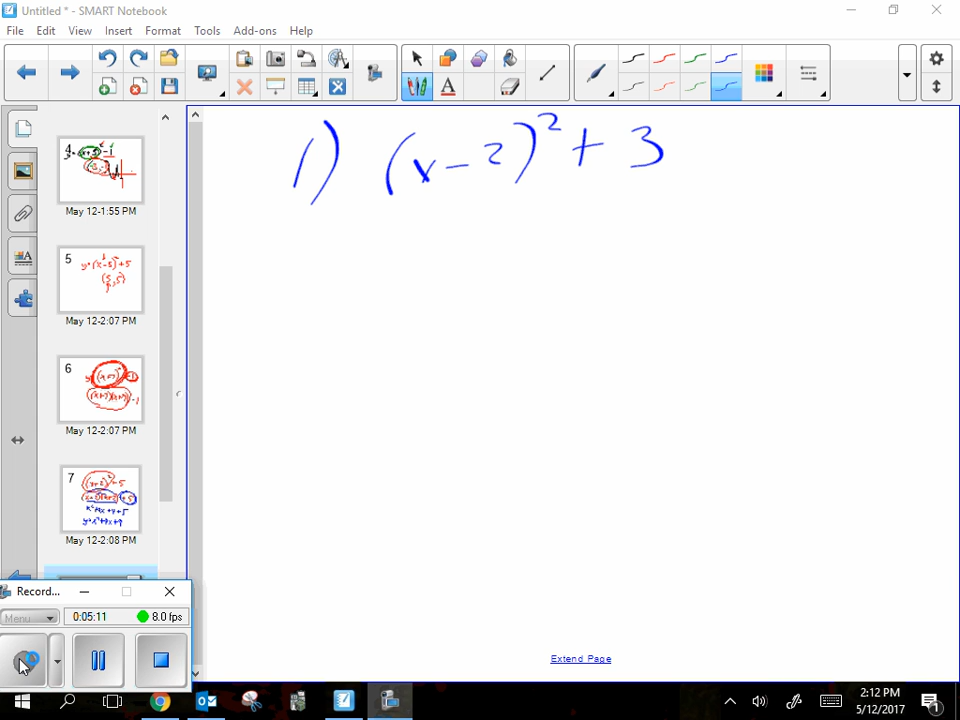 Untitled * - SMART Notebook
File Edit View Insert Format Tools Add-ons Help
1) (x-2)² + 3
4
May 12-1:55 PM
5
y=(x-5)²+5
May 12-2:07 PM
6
May 12-2:07 PM
7
May 12-2:08 PM
Record...
Menu 0:05:11 8.0 fps
Extend Page
2:12 PM
5/12/2017
1